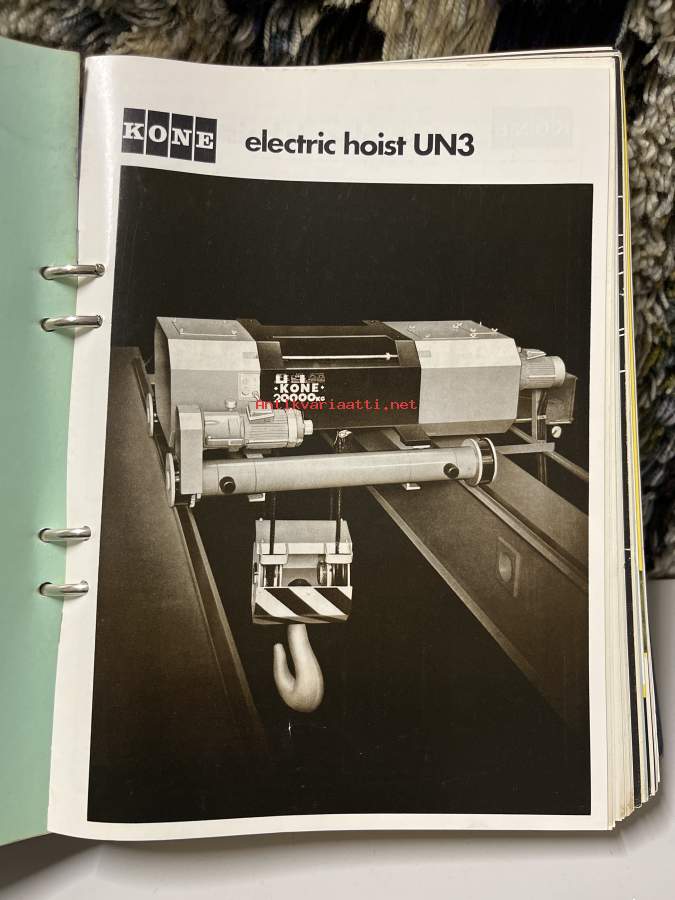 KONE
electric hoist UN3
·KONE·
20000KG
Antikvariaatti.net